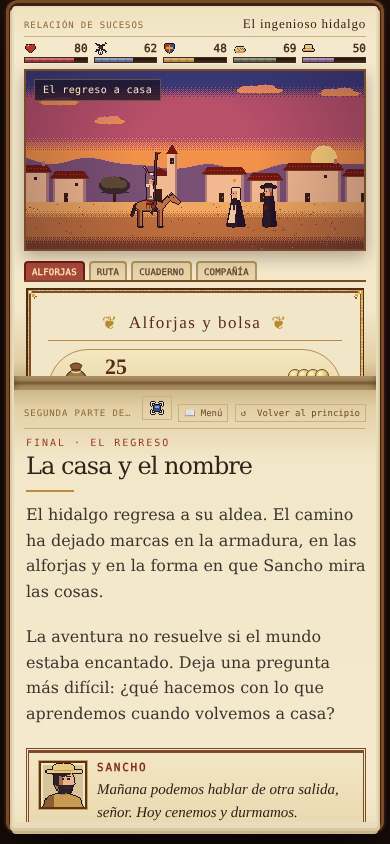 RELACIÓN DE SUCESOS
El ingenioso hidalgo
80 62 48 69 50
El regreso a casa
ALFORJAS RUTA CUADERNO COMPAÑÍA
Alforjas y bolsa
25
SEGUNDA PARTE DE… Menú ↺ Volver al principio
FINAL · EL REGRESO
La casa y el nombre
El hidalgo regresa a su aldea. El camino
ha dejado marcas en la armadura, en las
alforjas y en la forma en que Sancho mira
las cosas.
La aventura no resuelve si el mundo
estaba encantado. Deja una pregunta
más difícil: ¿qué hacemos con lo que
aprendemos cuando volvemos a casa?
SANCHO
Mañana podemos hablar de otra salida,
señor. Hoy cenemos y durmamos.